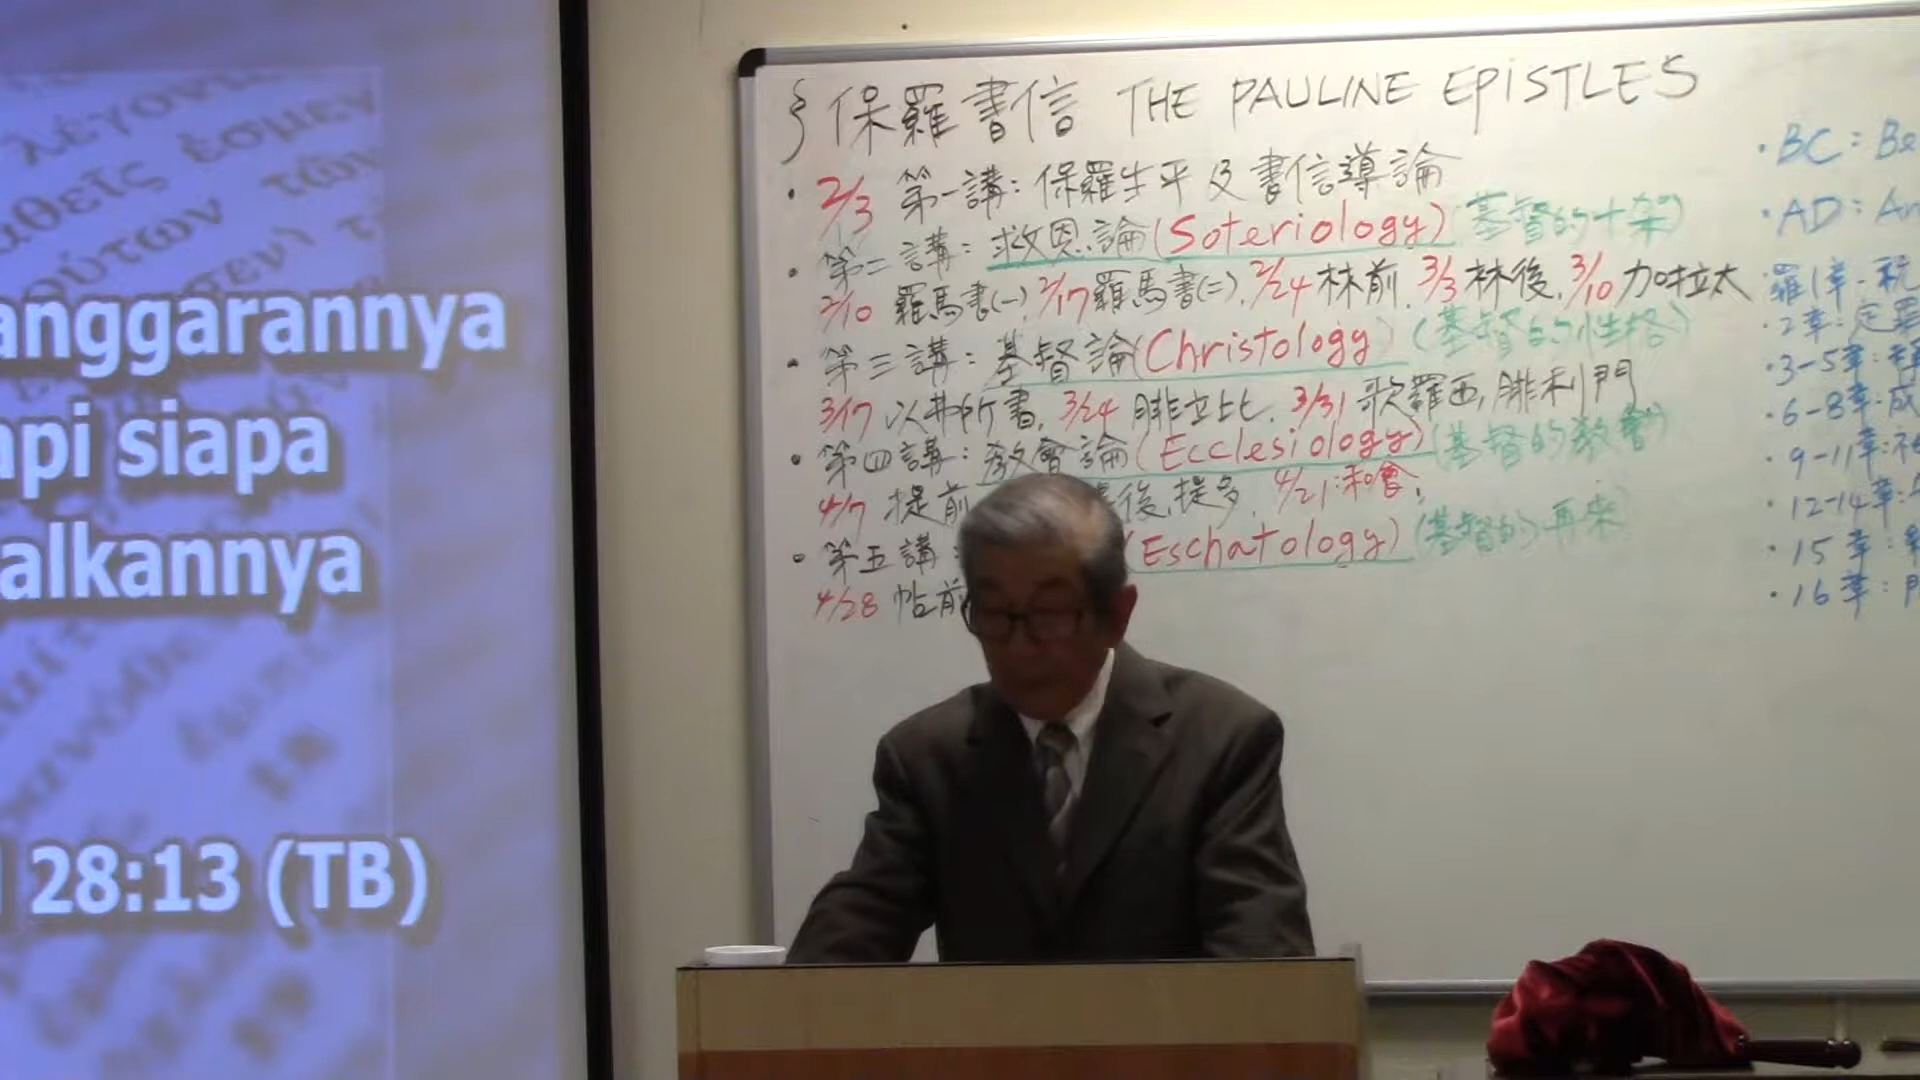 anggarannya
api siapa
alkannya
28:13 (TB)
保羅書信 THE PAULINE EPISTLES
• 2/3 第一講: 保羅生平及書信導論
• 第二講: 救恩論(Soteriology) (基督的十架)
2/10 羅馬書(一), 2/17 羅馬書(二), 2/24 林前, 3/3 林後, 3/10 加拉太
• 第三講: 基督論(Christology) (基督的性格)
3/17 以弗所書, 3/24 腓立比, 3/31 歌羅西, 腓利門
• 第四講: 教會論(Ecclesiology) (基督的教會)
4/7 提前 後, 提多, 4/21:
• 第五講: (Eschatology) (基督的再來
4/28 帖前
• BC: Be
• AD: An
羅1章-
• 2章: 定罪
• 3-5章:
• 6-8章-成
• 9-11章:
• 12-14章:
• 15章:
• 16章: